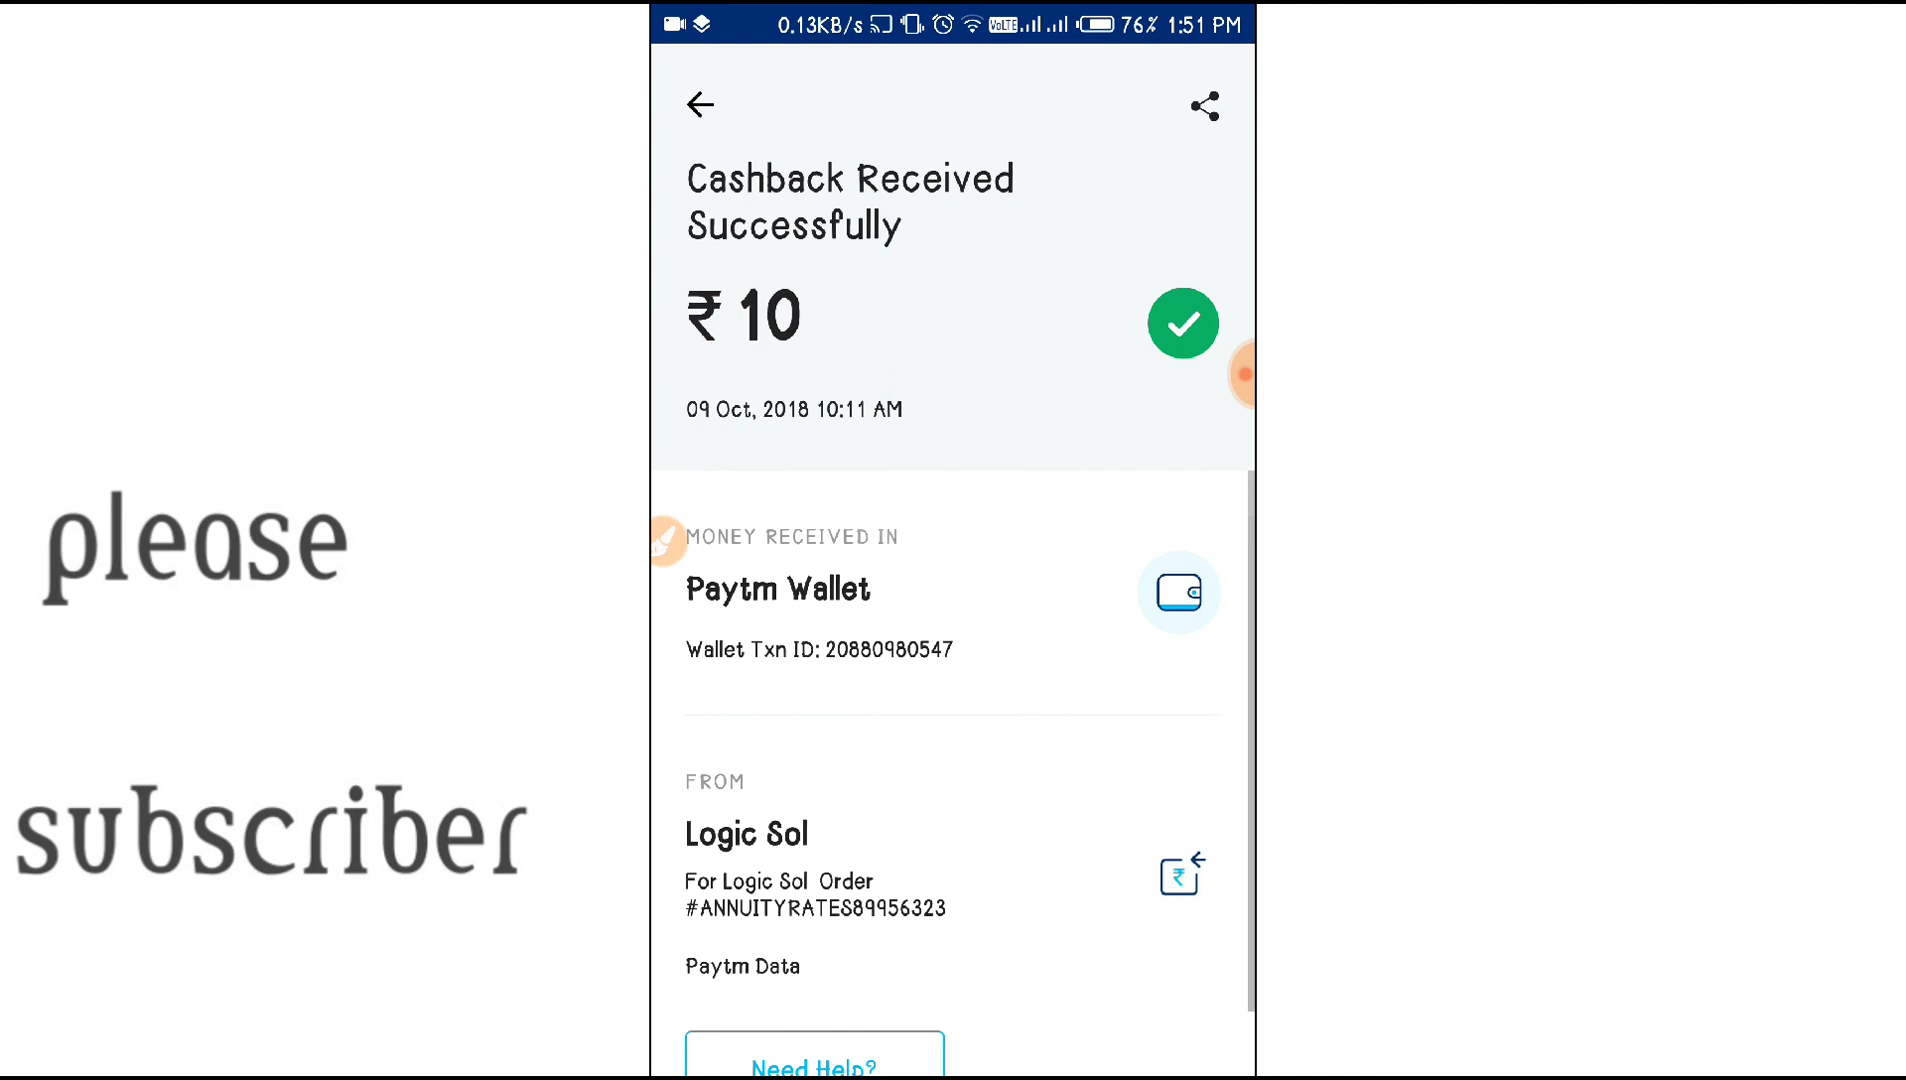 0.13KB/s VoLTE 76% 1:51 PM
Cashback Received
Successfully
₹ 10
09 Oct, 2018 10:11 AM
MONEY RECEIVED IN
Paytm Wallet
Wallet Txn ID: 20880980547
FROM
Logic Sol
For Logic Sol Order
#ANNUITYRATES89956323
Paytm Data
Need Help?
please
subscriber